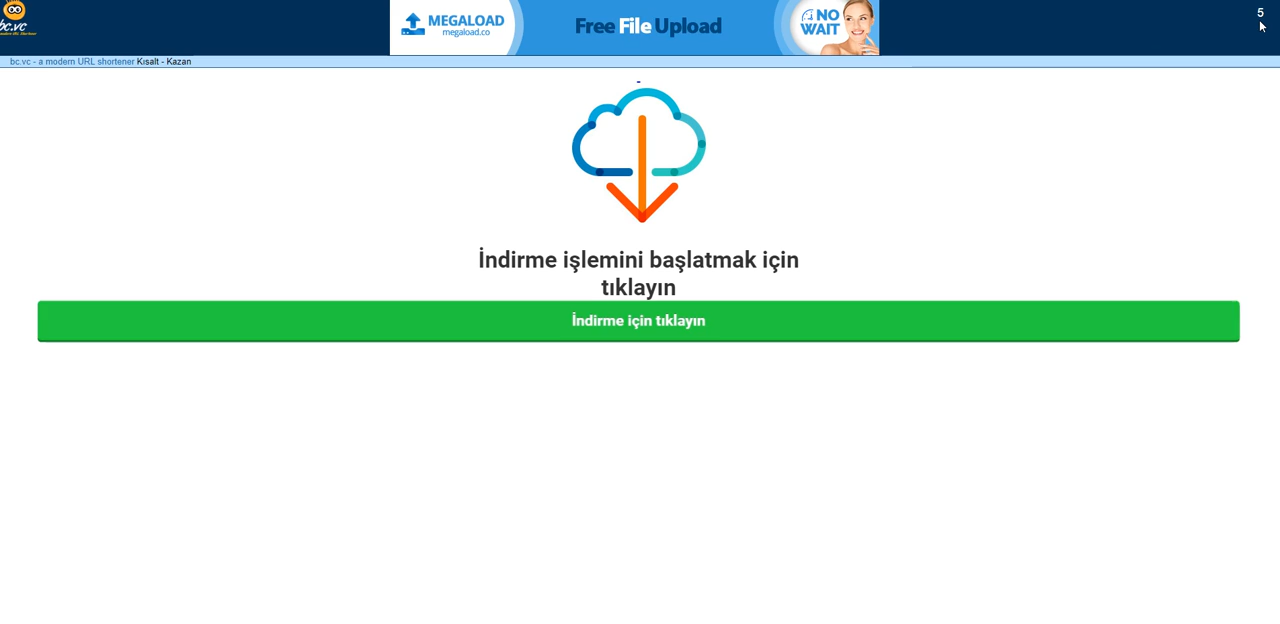 bc.vc
MEGALOAD
megaload.co
Free File Upload
NO
WAIT
5
bc.vc - a modern URL shortener Kısalt - Kazan
-
İndirme işlemini başlatmak için
tıklayın
İndirme için tıklayın